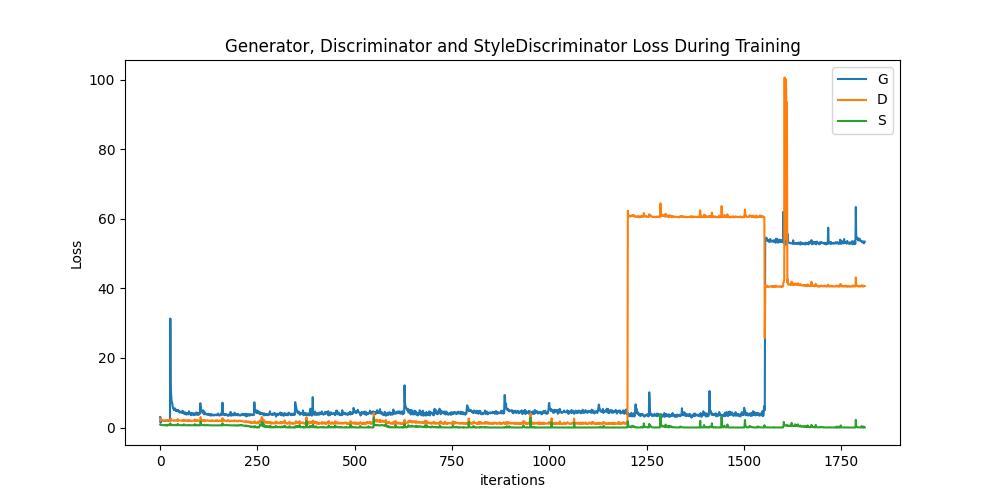 Generator, Discriminator and StyleDiscriminator Loss During Training
G
D
S
100
80
60
40
20
0
Loss
0 250 500 750 1000 1250 1500 1750
iterations